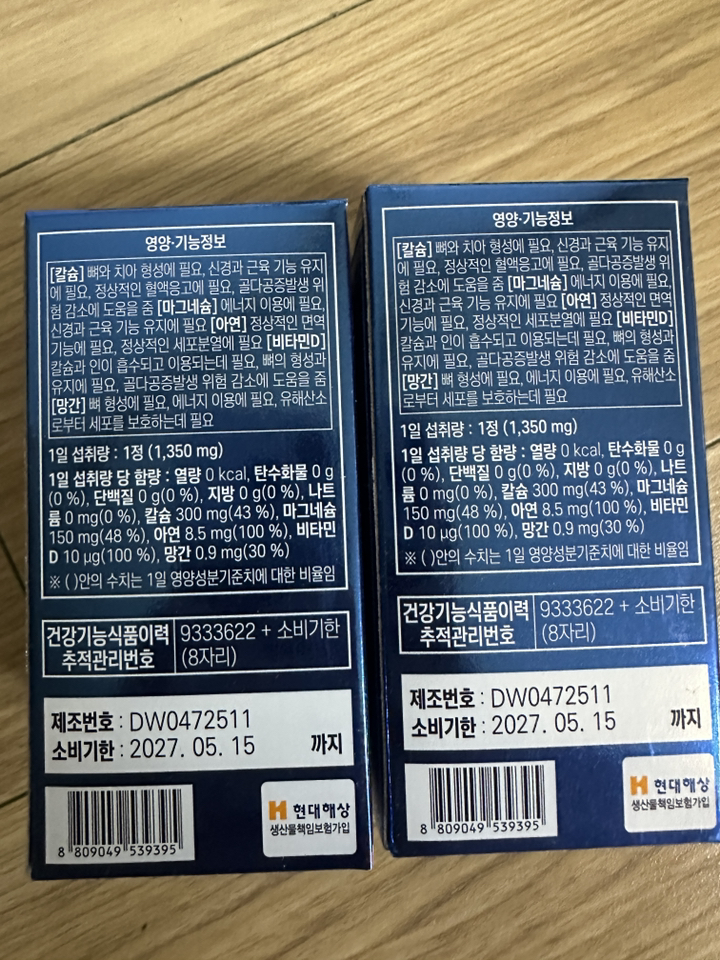 영양·기능정보
[칼슘] 뼈와 치아 형성에 필요, 신경과 근육 기능 유지
에 필요, 정상적인 혈액응고에 필요, 골다공증발생 위
험 감소에 도움을 줌 [마그네슘] 에너지 이용에 필요,
신경과 근육 기능 유지에 필요 [아연] 정상적인 면역
기능에 필요, 정상적인 세포분열에 필요 [비타민D]
칼슘과 인이 흡수되고 이용되는데 필요, 뼈의 형성과
유지에 필요, 골다공증발생 위험 감소에 도움을 줌
[망간] 뼈 형성에 필요, 에너지 이용에 필요, 유해산소
로부터 세포를 보호하는데 필요
1일 섭취량 : 1정 (1,350 mg)
1일 섭취량 당 함량 : 열량 0 kcal, 탄수화물 0 g
(0 %), 단백질 0 g(0 %), 지방 0 g(0 %), 나트
륨 0 mg(0 %), 칼슘 300 mg(43 %), 마그네슘
150 mg(48 %), 아연 8.5 mg(100 %), 비타민
D 10 µg(100 %), 망간 0.9 mg(30 %)
※ ( )안의 수치는 1일 영양성분기준치에 대한 비율임
건강기능식품이력
추적관리번호
9333622 + 소비기한
(8자리)
제조번호 : DW0472511
소비기한 : 2027. 05. 15 까지
8 809049 539395
H 현대해상
생산물책임보험가입
영양·기능정보
[칼슘] 뼈와 치아 형성에 필요, 신경과 근육 기능 유지
에 필요, 정상적인 혈액응고에 필요, 골다공증발생 위
험 감소에 도움을 줌 [마그네슘] 에너지 이용에 필요,
신경과 근육 기능 유지에 필요 [아연] 정상적인 면역
기능에 필요, 정상적인 세포분열에 필요 [비타민D]
칼슘과 인이 흡수되고 이용되는데 필요, 뼈의 형성과
유지에 필요, 골다공증발생 위험 감소에 도움을 줌
[망간] 뼈 형성에 필요, 에너지 이용에 필요, 유해산소
로부터 세포를 보호하는데 필요
1일 섭취량 : 1정 (1,350 mg)
1일 섭취량 당 함량 : 열량 0 kcal, 탄수화물 0 g
(0 %), 단백질 0 g(0 %), 지방 0 g(0 %), 나트
륨 0 mg(0 %), 칼슘 300 mg(43 %), 마그네슘
150 mg(48 %), 아연 8.5 mg(100 %), 비타민
D 10 µg(100 %), 망간 0.9 mg(30 %)
※ ( )안의 수치는 1일 영양성분기준치에 대한 비율임
건강기능식품이력
추적관리번호
9333622 + 소비기한
(8자리)
제조번호 : DW0472511
소비기한 : 2027. 05. 15 까지
8 809049 539395
H 현대해상
생산물책임보험가입